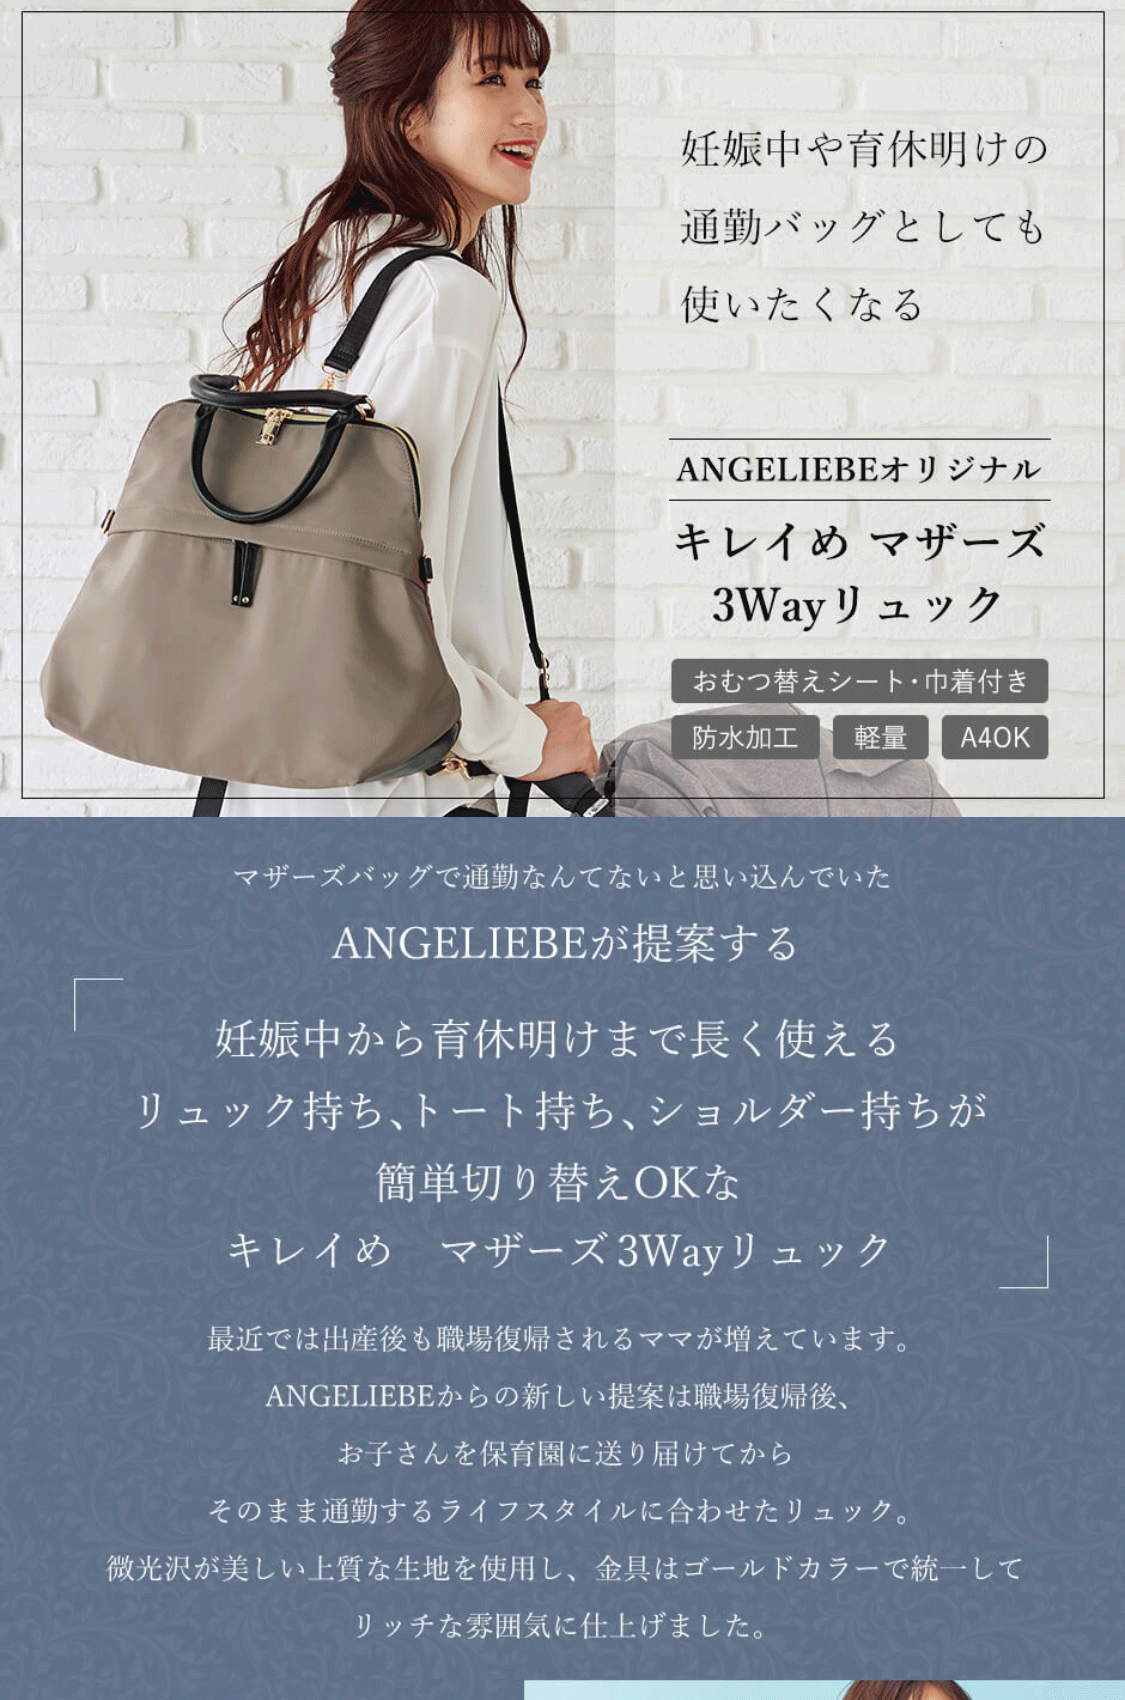 妊娠中や育休明けの
通勤バッグとしても
使いたくなる
ANGELIEBEオリジナル
キレイめ マザーズ
3Wayリュック
おむつ替えシート・巾着付き
防水加工 軽量 A4OK
マザーズバッグで通勤なんてないと思い込んでいた
ANGELIEBEが提案する
妊娠中から育休明けまで長く使える
リュック持ち、トート持ち、ショルダー持ちが
簡単切り替えOKな
キレイめ　マザーズ3Wayリュック
最近では出産後も職場復帰されるママが増えています。
ANGELIEBEからの新しい提案は職場復帰後、
お子さんを保育園に送り届けてから
そのまま通勤するライフスタイルに合わせたリュック。
微光沢が美しい上質な生地を使用し、金具はゴールドカラーで統一して
リッチな雰囲気に仕上げました。